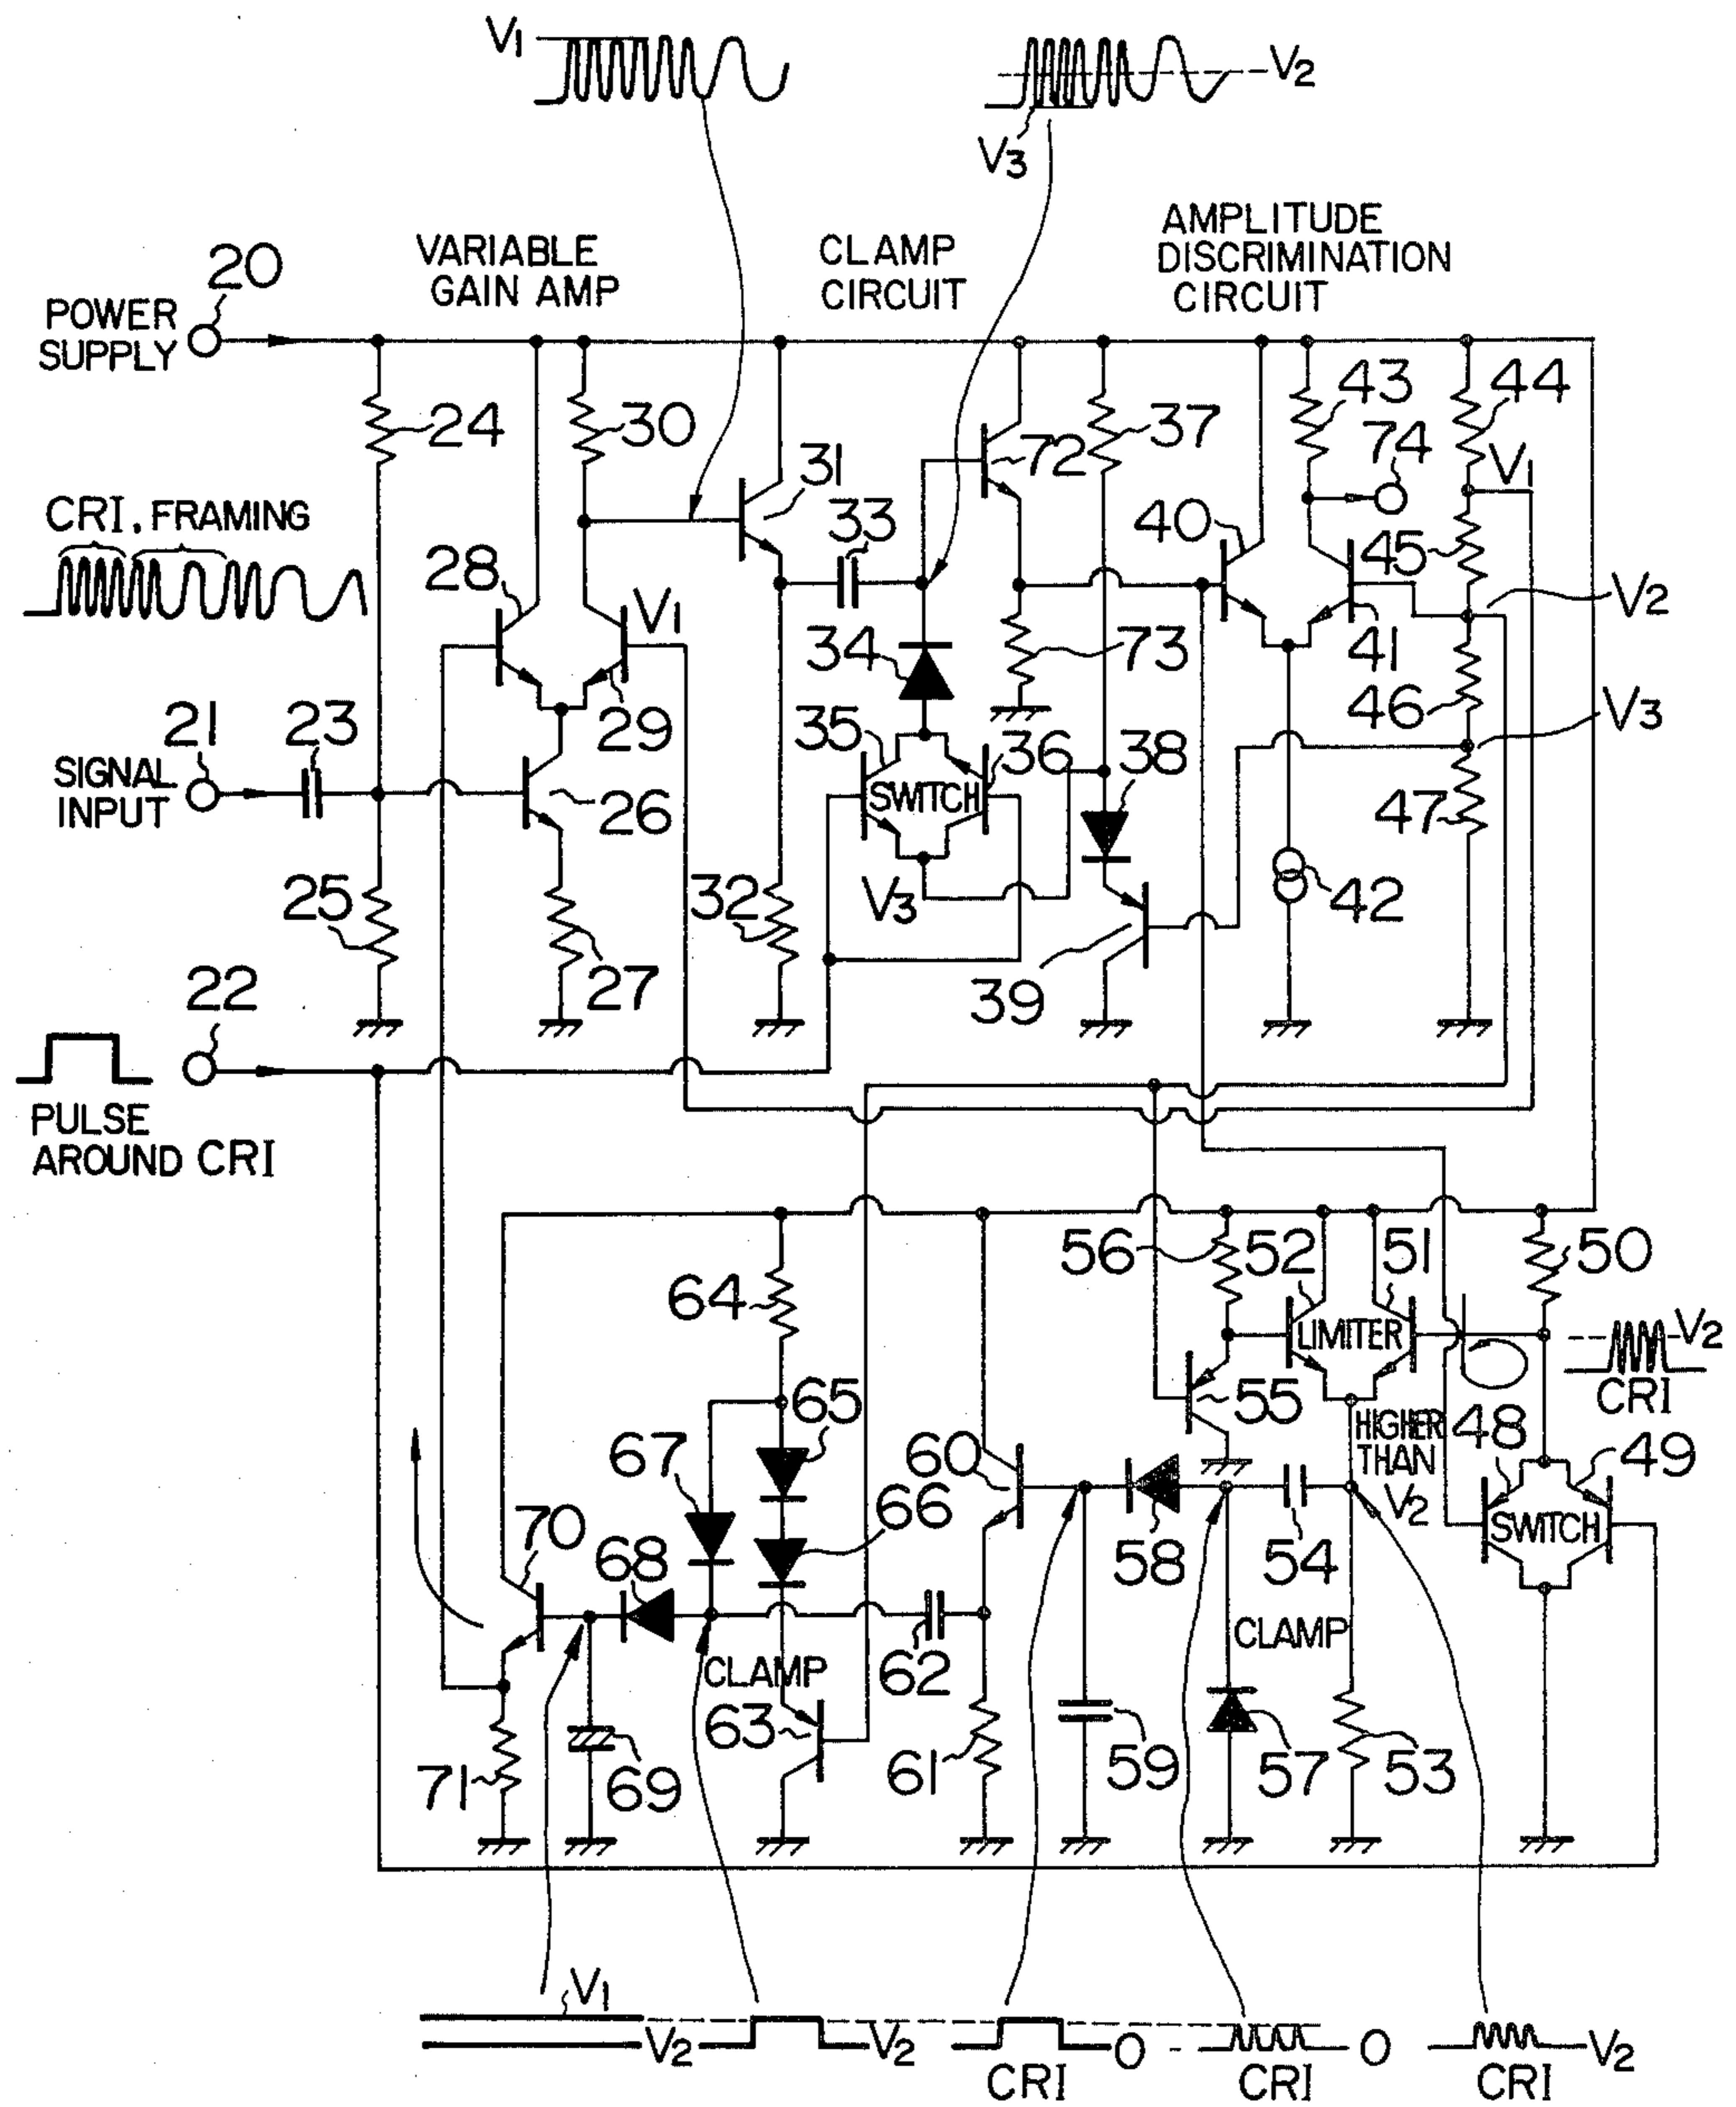 V1
V2
V3
VARIABLE
GAIN AMP
CLAMP
CIRCUIT
AMPLITUDE
DISCRIMINATION
CIRCUIT
20
POWER
SUPPLY
24
30
31
33
72
37
43
44
74
V1
40
45
CRI, FRAMING
28
V1
34
73
41
V2
46
V3
21
23
29
35
36
38
SIGNAL
INPUT
26
SWITCH
47
25
27
32
V3
39
42
22
PULSE
AROUND CRI
56
52
51
50
64
LIMITER
V2
CRI
65
55
HIGHER
THAN
V2
48
49
67
60
66
58
54
SWITCH
70
68
CLAMP
62
CLAMP
63
71
69
61
59
57
53
V1
V2
V2
CRI
O
CRI
O
CRI
V2